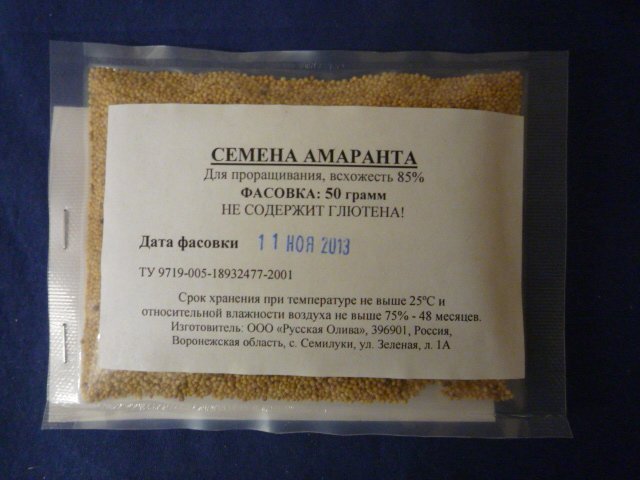 СЕМЕНА АМАРАНТА
Для проращивания, всхожесть 85%
ФАСОВКА: 50 грамм
НЕ СОДЕРЖИТ ГЛЮТЕНА!
Дата фасовки 11 НОЯ 2013
ТУ 9719-005-18932477-2001
Срок хранения при температуре не выше 25ºС и
относительной влажности воздуха не выше 75% - 48 месяцев.
Изготовитель: ООО «Русская Олива», 396901, Россия,
Воронежская область, с. Семилуки, ул. Зеленая, л. 1А